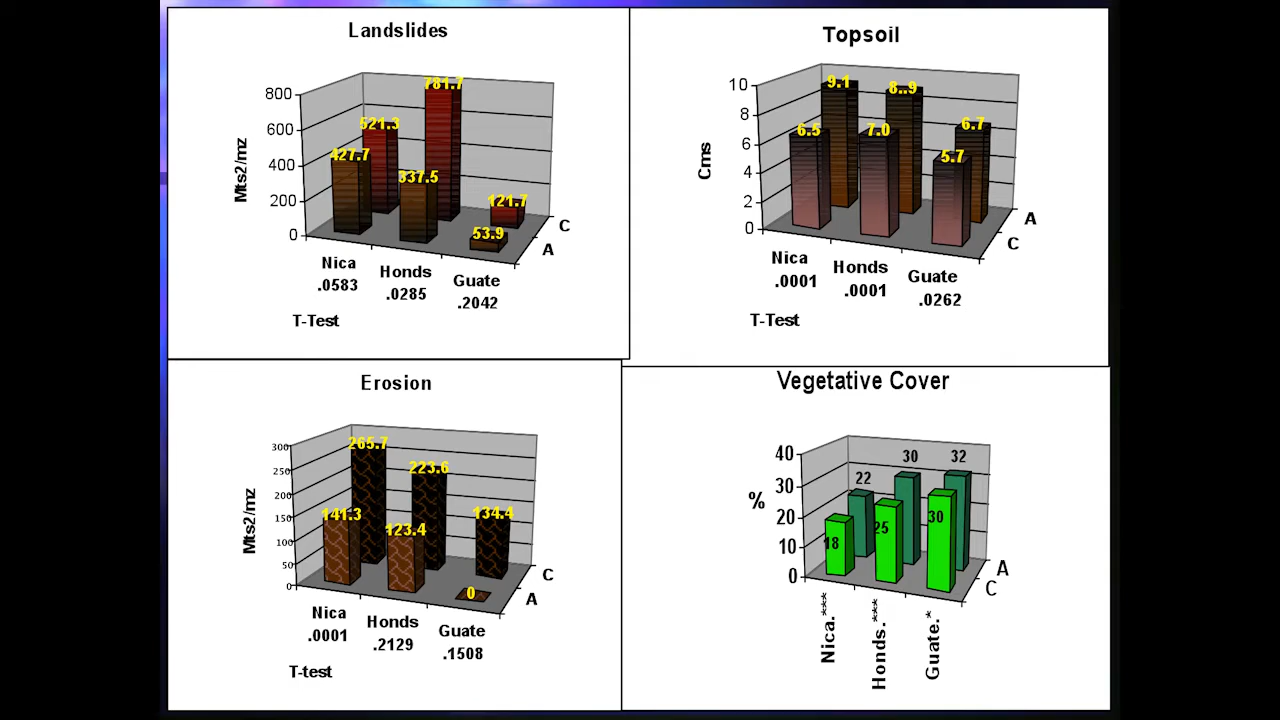 Landslides
800
600
400
200
0
Mts2/mz
427.7
521.3
337.5
781.7
53.9
121.7
C
A
Nica
.0583
Honds
.0285
Guate
.2042
T-Test
Topsoil
10
8
6
4
2
0
Cms
6.5
9.1
7.0
8..9
5.7
6.7
A
C
Nica
.0001
Honds
.0001
Guate
.0262
T-Test
Erosion
300
250
200
150
100
50
0
Mts2/mz
141.3
265.7
123.4
223.6
0
134.4
C
A
Nica
.0001
Honds
.2129
Guate
.1508
T-test
Vegetative Cover
40
30
20
10
0
%
18
22
25
30
30
32
A
C
Nica.***
Honds.***
Guate.*